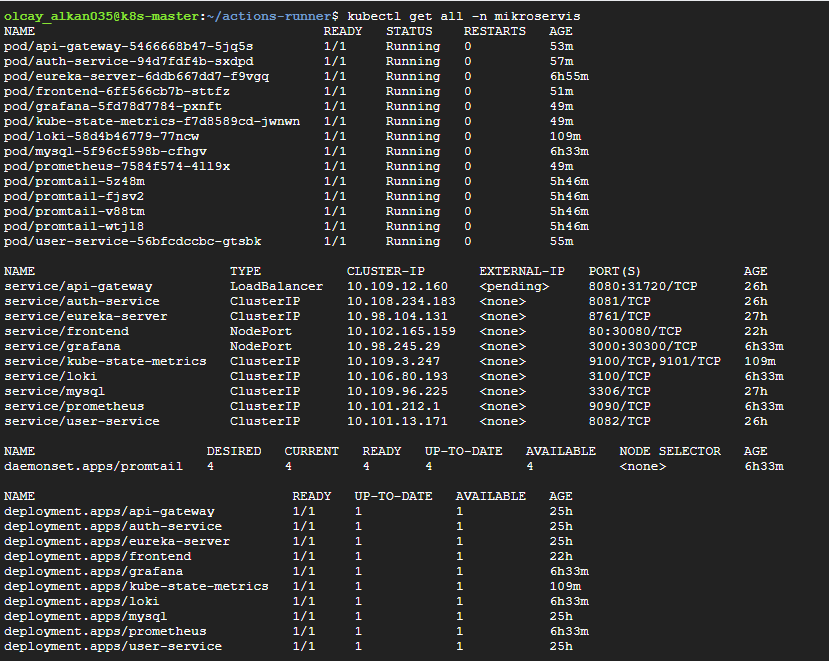 olcay_alkan035@k8s-master:~/actions-runner$ kubectl get all -n mikroservis
NAME READY STATUS RESTARTS AGE
pod/api-gateway-5466668b47-5jq5s 1/1 Running 0 53m
pod/auth-service-94d7fdf4b-sxdpd 1/1 Running 0 57m
pod/eureka-server-6ddb667dd7-f9vgq 1/1 Running 0 6h55m
pod/frontend-6ff566cb7b-sttfz 1/1 Running 0 51m
pod/grafana-5fd78d7784-pxnft 1/1 Running 0 49m
pod/kube-state-metrics-f7d8589cd-jwnwn 1/1 Running 0 49m
pod/loki-58d4b46779-77ncw 1/1 Running 0 109m
pod/mysql-5f96cf598b-cfhgv 1/1 Running 0 6h33m
pod/prometheus-7584f574-4ll9x 1/1 Running 0 49m
pod/promtail-5z48m 1/1 Running 0 5h46m
pod/promtail-fjsv2 1/1 Running 0 5h46m
pod/promtail-v88tm 1/1 Running 0 5h46m
pod/promtail-wtjl8 1/1 Running 0 5h46m
pod/user-service-56bfcdccbc-gtsbk 1/1 Running 0 55m
NAME TYPE CLUSTER-IP EXTERNAL-IP PORT(S) AGE
service/api-gateway LoadBalancer 10.109.12.160 <pending> 8080:31720/TCP 26h
service/auth-service ClusterIP 10.108.234.183 <none> 8081/TCP 26h
service/eureka-server ClusterIP 10.98.104.131 <none> 8761/TCP 27h
service/frontend NodePort 10.102.165.159 <none> 80:30080/TCP 22h
service/grafana NodePort 10.98.245.29 <none> 3000:30300/TCP 6h33m
service/kube-state-metrics ClusterIP 10.109.3.247 <none> 9100/TCP,9101/TCP 109m
service/loki ClusterIP 10.106.80.193 <none> 3100/TCP 6h33m
service/mysql ClusterIP 10.109.96.225 <none> 3306/TCP 27h
service/prometheus ClusterIP 10.101.212.1 <none> 9090/TCP 6h33m
service/user-service ClusterIP 10.101.13.171 <none> 8082/TCP 26h
NAME DESIRED CURRENT READY UP-TO-DATE AVAILABLE NODE SELECTOR AGE
daemonset.apps/promtail 4 4 4 4 4 <none> 6h33m
NAME READY UP-TO-DATE AVAILABLE AGE
deployment.apps/api-gateway 1/1 1 1 25h
deployment.apps/auth-service 1/1 1 1 25h
deployment.apps/eureka-server 1/1 1 1 25h
deployment.apps/frontend 1/1 1 1 22h
deployment.apps/grafana 1/1 1 1 6h33m
deployment.apps/kube-state-metrics 1/1 1 1 109m
deployment.apps/loki 1/1 1 1 6h33m
deployment.apps/mysql 1/1 1 1 25h
deployment.apps/prometheus 1/1 1 1 6h33m
deployment.apps/user-service 1/1 1 1 25h